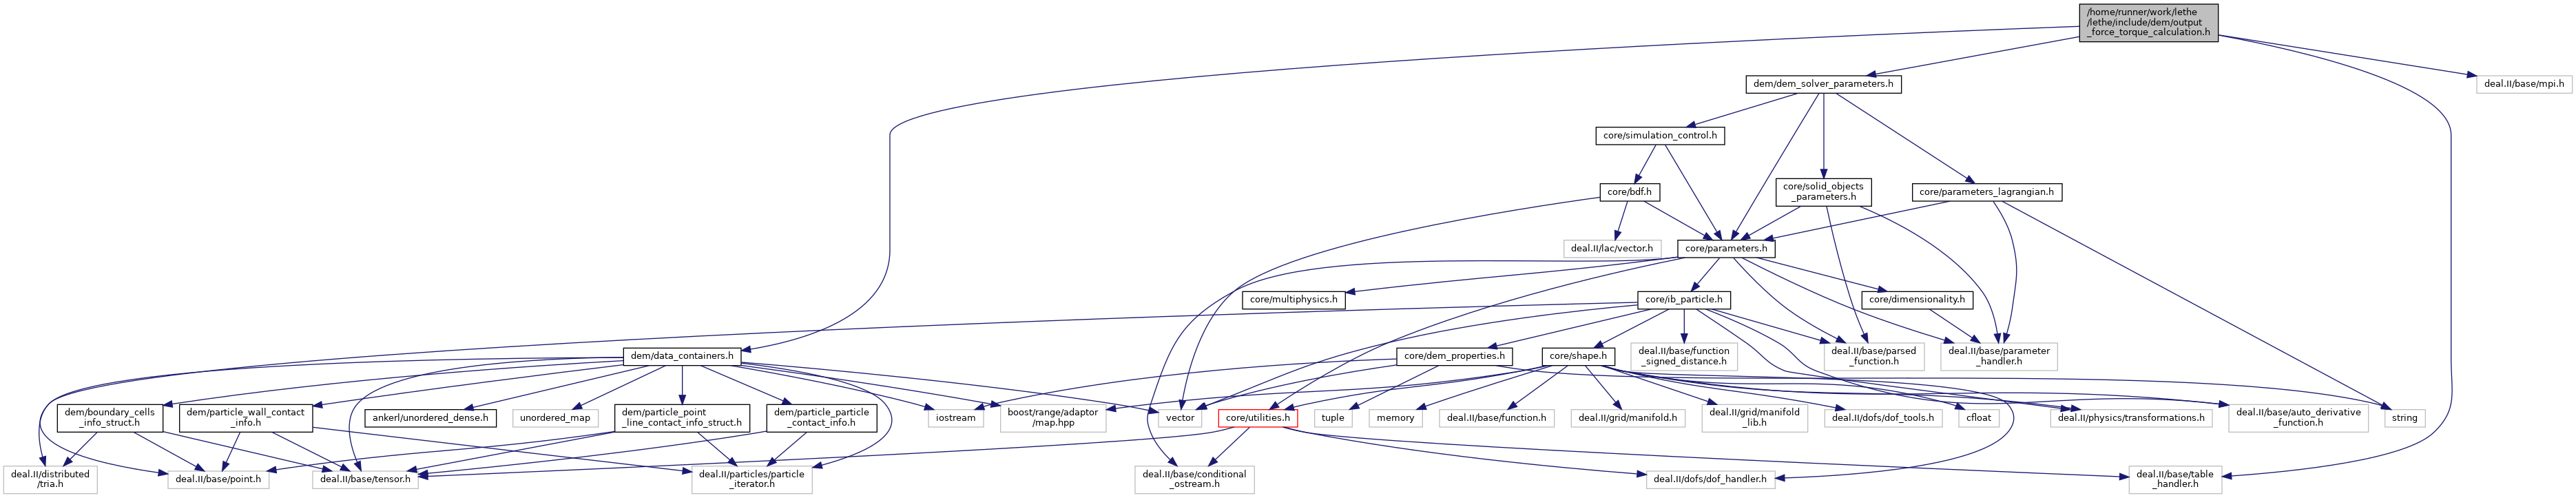 /home/runner/work/lethe
/lethe/include/dem/output
_force_torque_calculation.h
dem/dem_solver_parameters.h
deal.II/base/mpi.h
core/simulation_control.h
core/bdf.h
core/solid_objects
_parameters.h
core/parameters_lagrangian.h
deal.II/lac/vector.h
core/parameters.h
core/multiphysics.h
core/ib_particle.h
core/dimensionality.h
dem/data_containers.h
core/dem_properties.h
core/shape.h
deal.II/base/function
_signed_distance.h
deal.II/base/parsed
_function.h
deal.II/base/parameter
_handler.h
dem/boundary_cells
_info_struct.h
dem/particle_wall_contact
_info.h
ankerl/unordered_dense.h
unordered_map
dem/particle_point
_line_contact_info_struct.h
dem/particle_particle
_contact_info.h
iostream
boost/range/adaptor
/map.hpp
vector
core/utilities.h
tuple
memory
deal.II/base/function.h
deal.II/grid/manifold.h
deal.II/grid/manifold
_lib.h
deal.II/dofs/dof_tools.h
cfloat
deal.II/physics/transformations.h
deal.II/base/auto_derivative
_function.h
string
deal.II/distributed
/tria.h
deal.II/base/point.h
deal.II/base/tensor.h
deal.II/particles/particle
_iterator.h
deal.II/base/conditional
_ostream.h
deal.II/dofs/dof_handler.h
deal.II/base/table
_handler.h